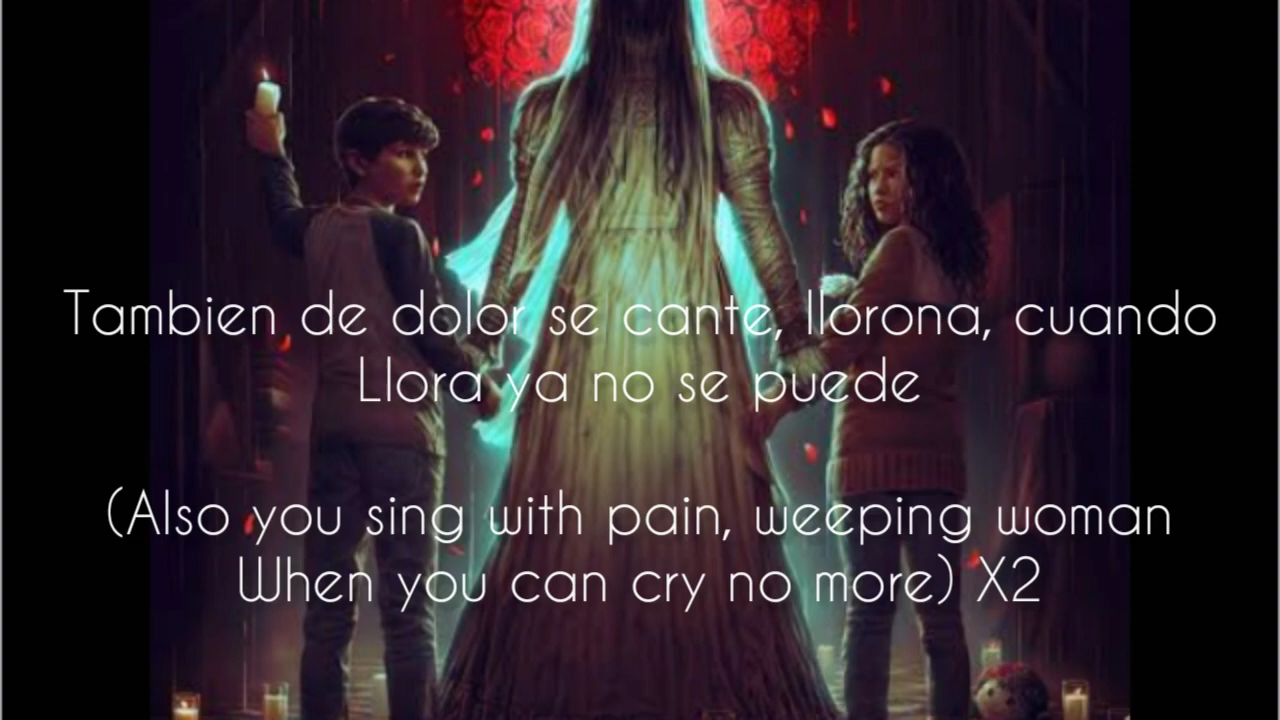 Tambien de dolor se cante, llorona, cuando
Llora ya no se puede
(Also you sing with pain, weeping woman
When you can cry no more) X2